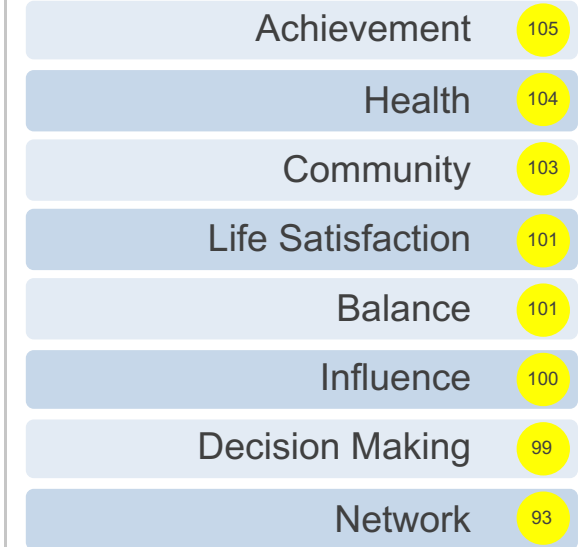 Achievement 105
Health 104
Community 103
Life Satisfaction 101
Balance 101
Influence 100
Decision Making 99
Network 93